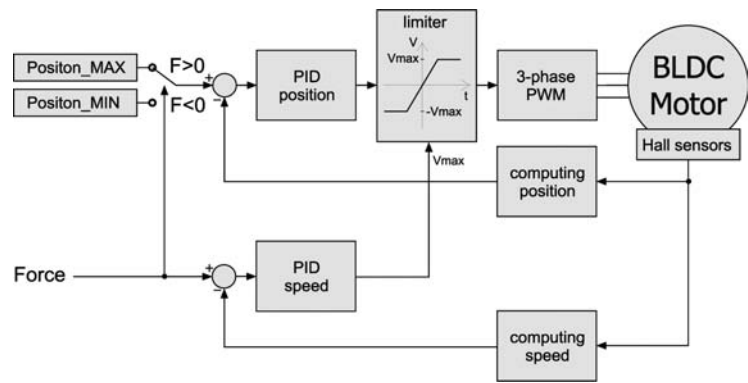 limiter
V
Vmax
-Vmax
t
Positon_MAX
F>0
Positon_MIN
F<0
+
−
PID
position
3-phase
PWM
BLDC
Motor
Hall sensors
Vmax
computing
position
Force
+
−
PID
speed
computing
speed